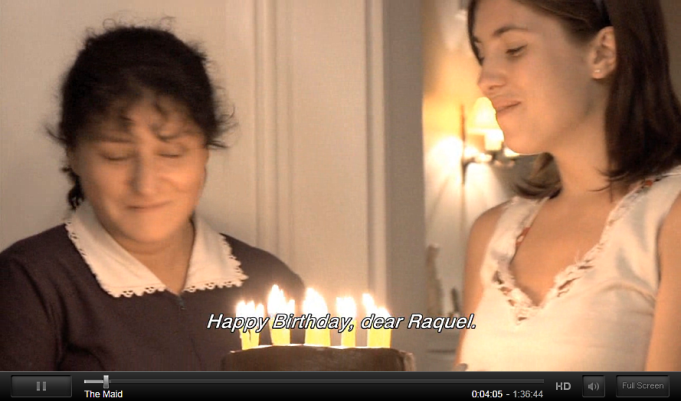 Happy Birthday, dear Raquel.
The Maid
0:04:05 - 1:36:44
HD
Full Screen